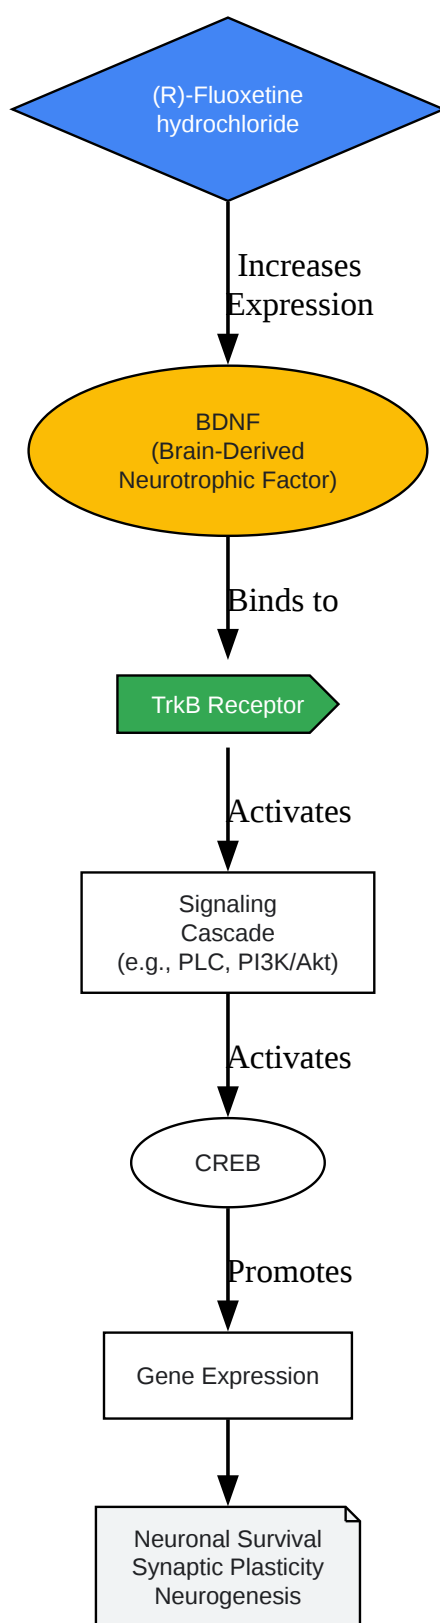 (R)-Fluoxetine
hydrochloride
Increases
Expression
BDNF
(Brain-Derived
Neurotrophic Factor)
Binds to
TrkB Receptor
Activates
Signaling
Cascade
(e.g., PLC, PI3K/Akt)
Activates
CREB
Promotes
Gene Expression
Neuronal Survival
Synaptic Plasticity
Neurogenesis